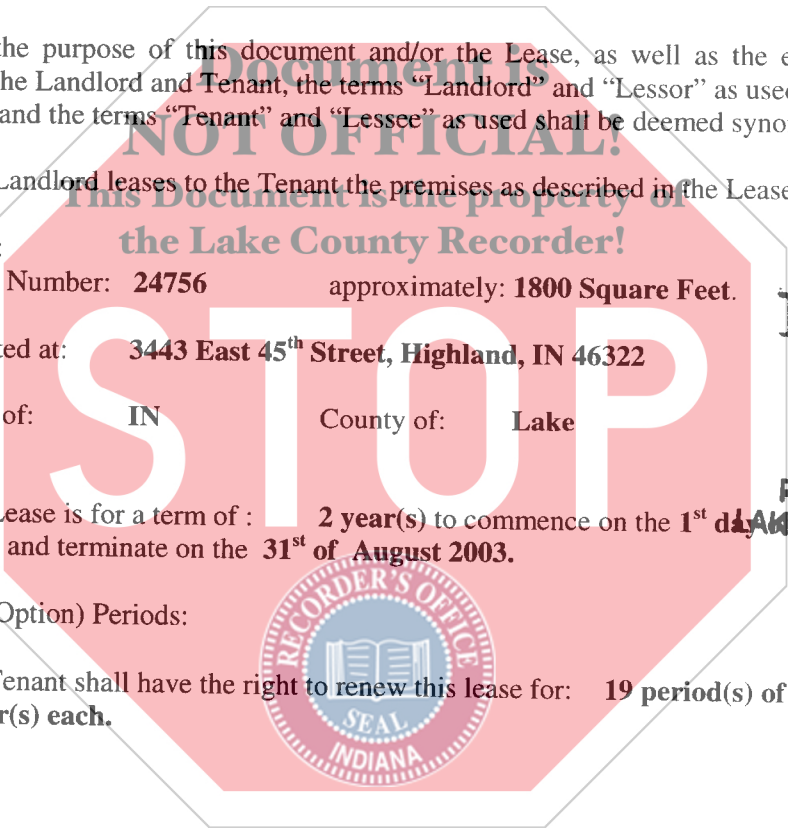 the purpose of this document and/or the Lease, as well as the e
he Landlord and Tenant, the terms “Landlord” and “Lessor” as used
and the terms “Tenant” and “Lessee” as used shall be deemed syno
Document is
NOT OFFICIAL!
This Document is the property of
the Lake County Recorder!
Landlord leases to the Tenant the premises as described in the Lease
:
Number: 24756 approximately: 1800 Square Feet.
ed at: 3443 East 45th Street, Highland, IN 46322
of: IN County of: Lake
STOP
Lease is for a term of : 2 year(s) to commence on the 1st day
LAK
and terminate on the 31st of August 2003.
Option) Periods:
Tenant shall have the right to renew this lease for: 19 period(s) of
r(s) each.
RECORDER'S OFFICE
SEAL
INDIANA